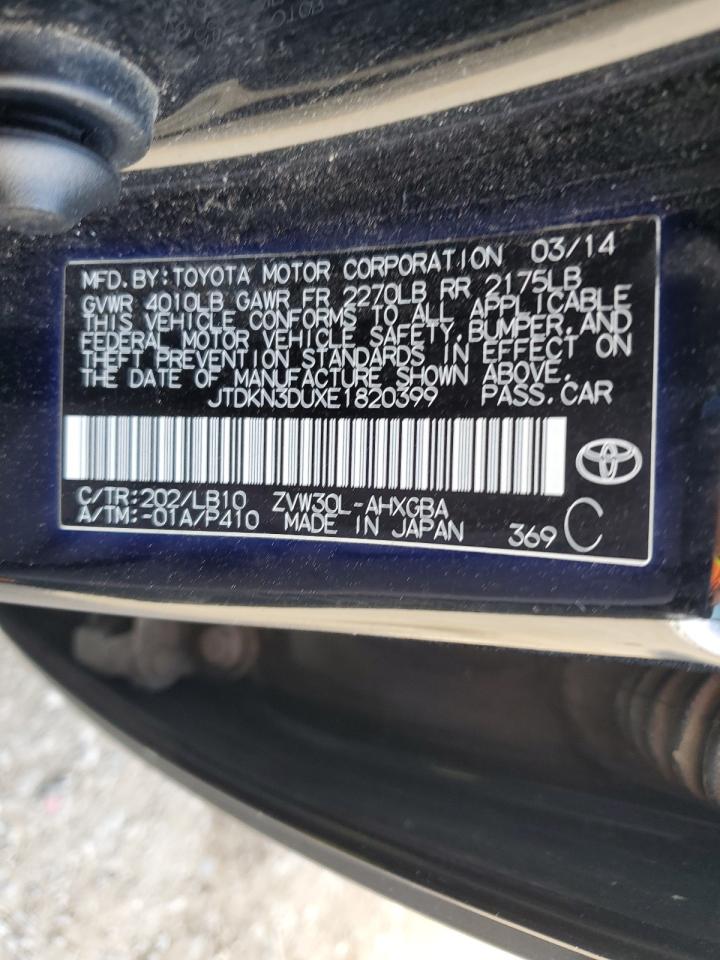 MFD.BY:TOYOTA MOTOR CORPORATION 03/14
GVWR 4010LB GAWR FR 2270LB RR 2175LB
THIS VEHICLE CONFORMS TO ALL APPLICABLE
FEDERAL MOTOR VEHICLE SAFETY,BUMPER,AND
THEFT PREVENTION STANDARDS IN EFFECT ON
THE DATE OF MANUFACTURE SHOWN ABOVE.
JTDKN3DUXE1820399 PASS.CAR
C/TR:202/LB10 ZVW30L-AHXGBA
A/TM:-01A/P410 MADE IN JAPAN 369 C